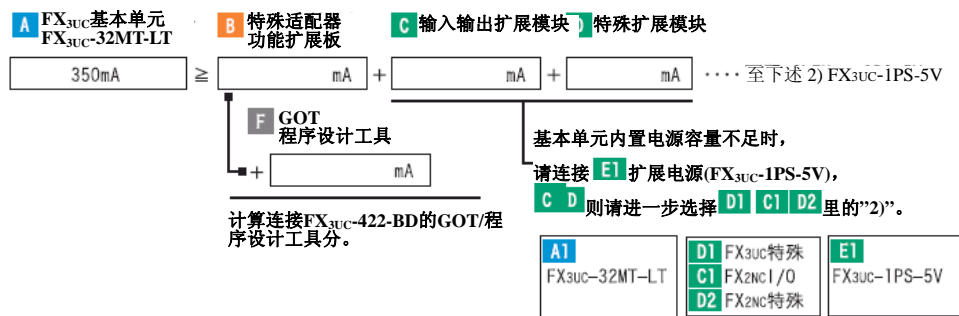 A FX3UC基本单元 B 特殊适配器 C 输入输出扩展模块 D 特殊扩展模块
FX3UC-32MT-LT 功能扩展板
350mA ≧ mA + mA + mA ···· 至下述 2) FX3UC-1PS-5V
F GOT
程序设计工具
+ mA
计算连接FX3UC-422-BD的GOT/程
序设计工具分。
基本单元内置电源容量不足时，
请连接 E1 扩展电源(FX3UC-1PS-5V)，
C D 则请进一步选择 D1 C1 D2 里的”2)”。
A1
FX3UC-32MT-LT
D1 FX3UC特殊
C1 FX2NCI/O
D2 FX2NC特殊
E1
FX3UC-1PS-5V